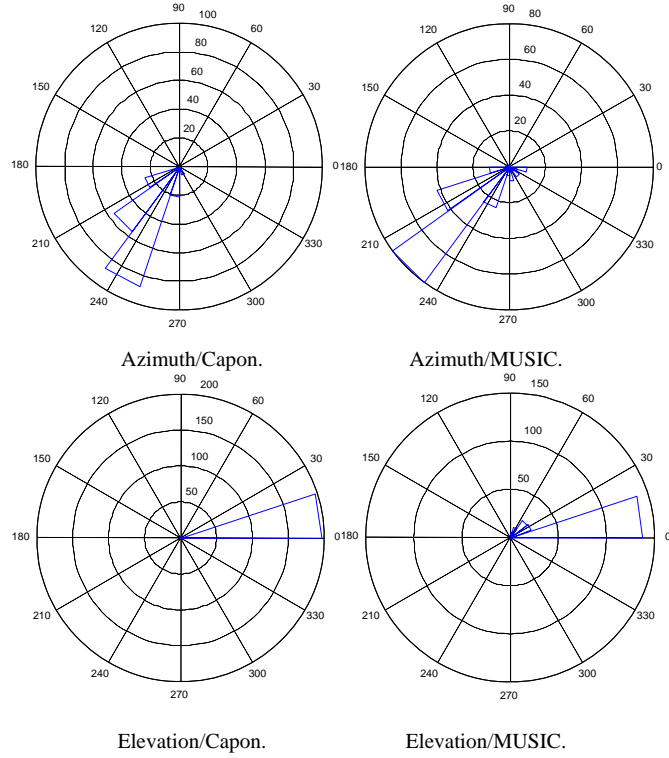 90 100 90
120 60 120 60
80
60 60
150 30 150 30
40 40
20 20
180 0 180 0
210 330 210 330
240 300 240 300
270 270
Azimuth/Capon. Azimuth/MUSIC.
90 200 90 150
120 60 120 60
150
100
100
150 30 150 30
50 50
180 0 180 0
210 330 210 330
240 300 240 300
270 270
Elevation/Capon. Elevation/MUSIC.